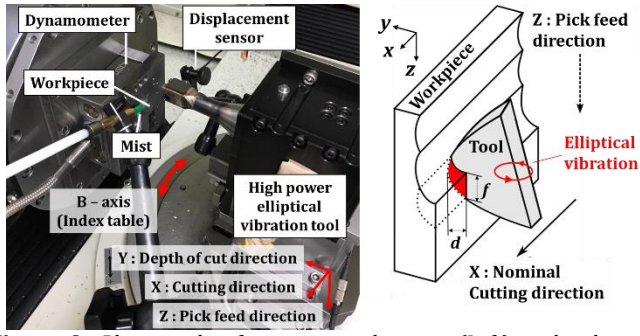 Dynamometer
Displacement
sensor
Workpiece
Mist
B – axis
(Index table)
High power
elliptical
vibration tool
Y : Depth of cut direction
X : Cutting direction
Z : Pick feed direction
y
x
z
Workpiece
Z : Pick feed
direction
Tool
Elliptical
vibration
f
d
X : Nominal
Cutting direction